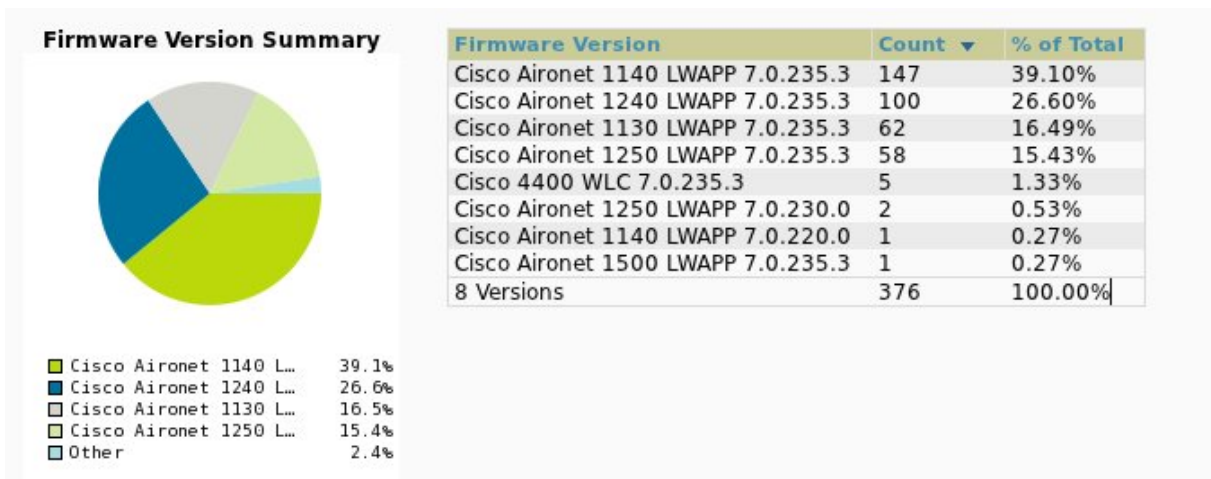 Firmware Version Summary
Cisco Aironet 1140 L… 39.1%
Cisco Aironet 1240 L… 26.6%
Cisco Aironet 1130 L… 16.5%
Cisco Aironet 1250 L… 15.4%
Other 2.4%
Firmware Version Count ▼ % of Total
Cisco Aironet 1140 LWAPP 7.0.235.3 147 39.10%
Cisco Aironet 1240 LWAPP 7.0.235.3 100 26.60%
Cisco Aironet 1130 LWAPP 7.0.235.3 62 16.49%
Cisco Aironet 1250 LWAPP 7.0.235.3 58 15.43%
Cisco 4400 WLC 7.0.235.3 5 1.33%
Cisco Aironet 1250 LWAPP 7.0.230.0 2 0.53%
Cisco Aironet 1140 LWAPP 7.0.220.0 1 0.27%
Cisco Aironet 1500 LWAPP 7.0.235.3 1 0.27%
8 Versions 376 100.00%